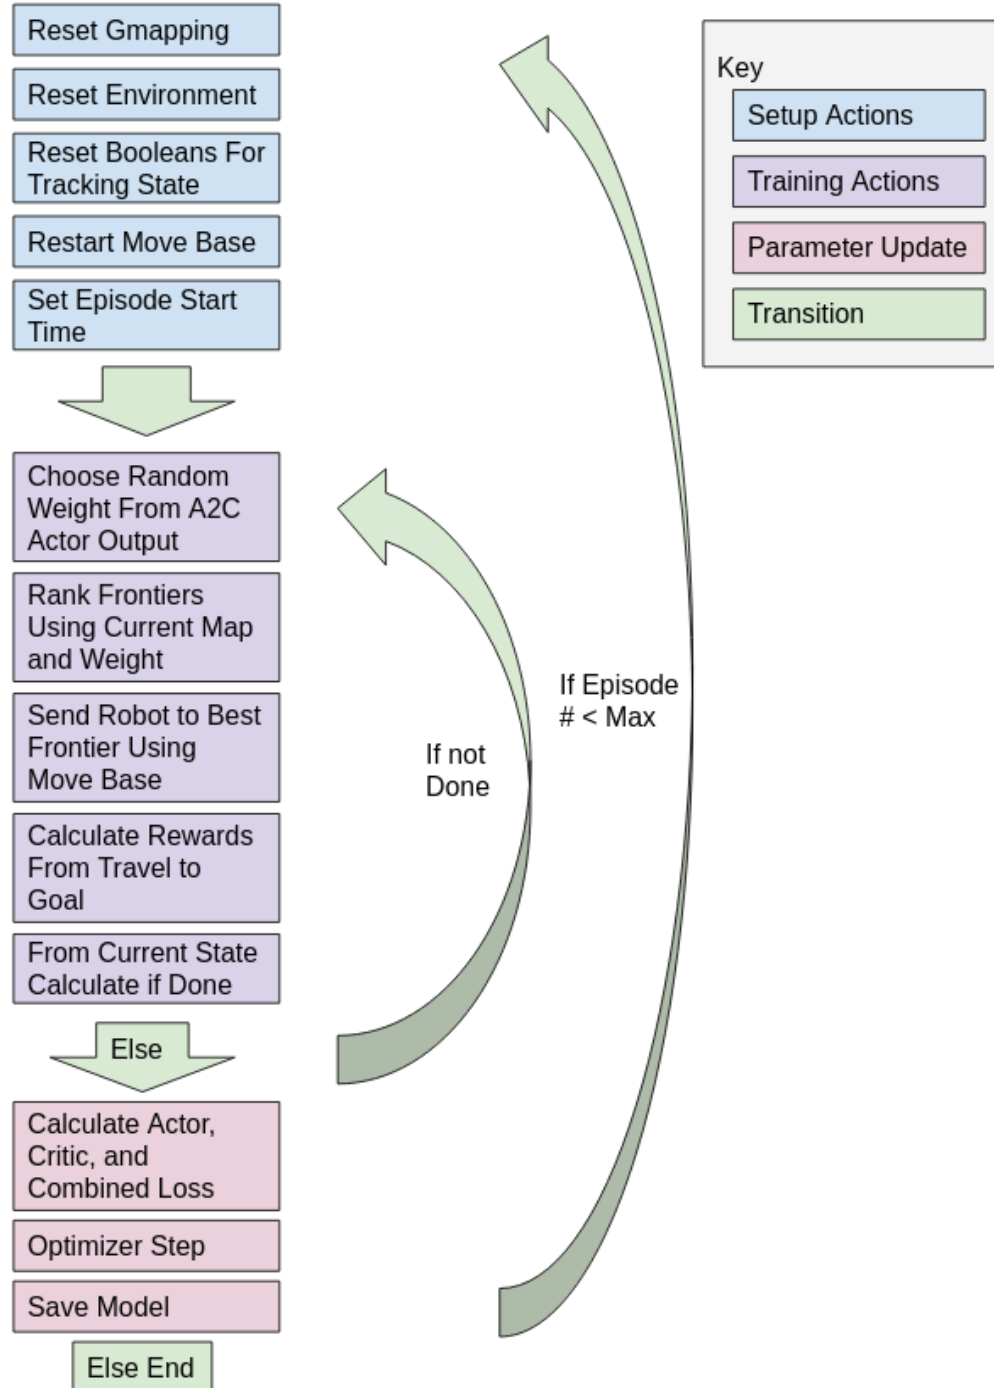 Reset Gmapping
Reset Environment
Reset Booleans For
Tracking State
Restart Move Base
Set Episode Start
Time
Choose Random
Weight From A2C
Actor Output
Rank Frontiers
Using Current Map
and Weight
Send Robot to Best
Frontier Using
Move Base
Calculate Rewards
From Travel to
Goal
From Current State
Calculate if Done
Else
Calculate Actor,
Critic, and
Combined Loss
Optimizer Step
Save Model
Else End
If not
Done
If Episode
# < Max
Key
Setup Actions
Training Actions
Parameter Update
Transition